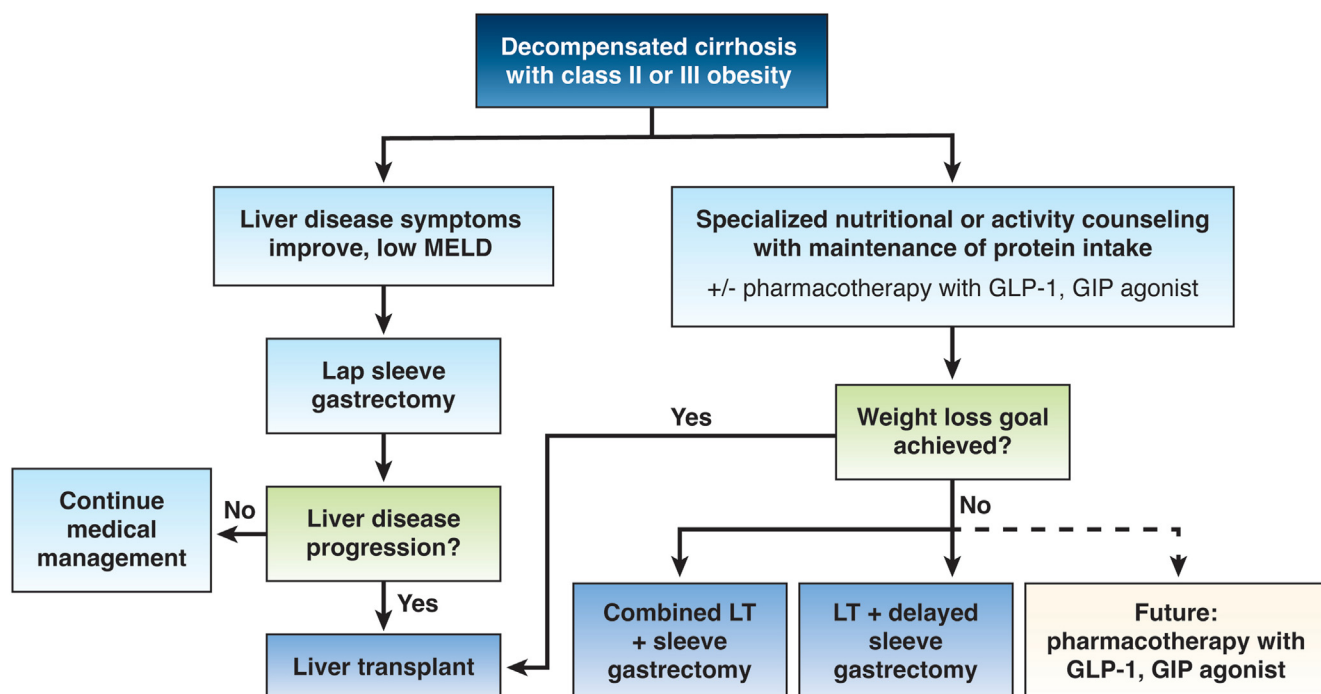 Decompensated cirrhosis
with class II or III obesity
Liver disease symptoms
improve, low MELD
Specialized nutritional or activity counseling
with maintenance of protein intake
+/- pharmacotherapy with GLP-1, GIP agonist
Lap sleeve
gastrectomy
Yes
Weight loss goal
achieved?
Continue
medical
management
No
Liver disease
progression?
No
Yes
Liver transplant
Combined LT
+ sleeve
gastrectomy
LT + delayed
sleeve
gastrectomy
Future:
pharmacotherapy with
GLP-1, GIP agonist